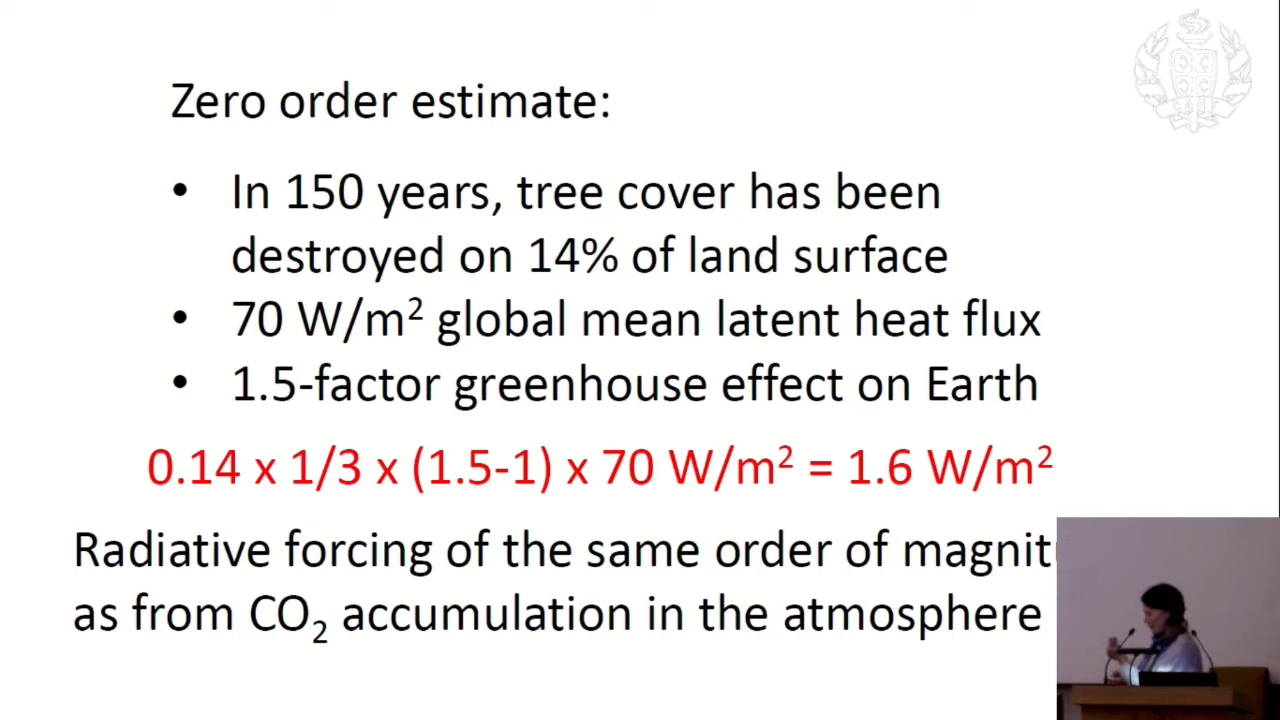 Zero order estimate:
• In 150 years, tree cover has been
destroyed on 14% of land surface
• 70 W/m² global mean latent heat flux
• 1.5-factor greenhouse effect on Earth
0.14 x 1/3 x (1.5-1) x 70 W/m² = 1.6 W/m²
Radiative forcing of the same order of
as from CO₂ accumulation in the atmosphere